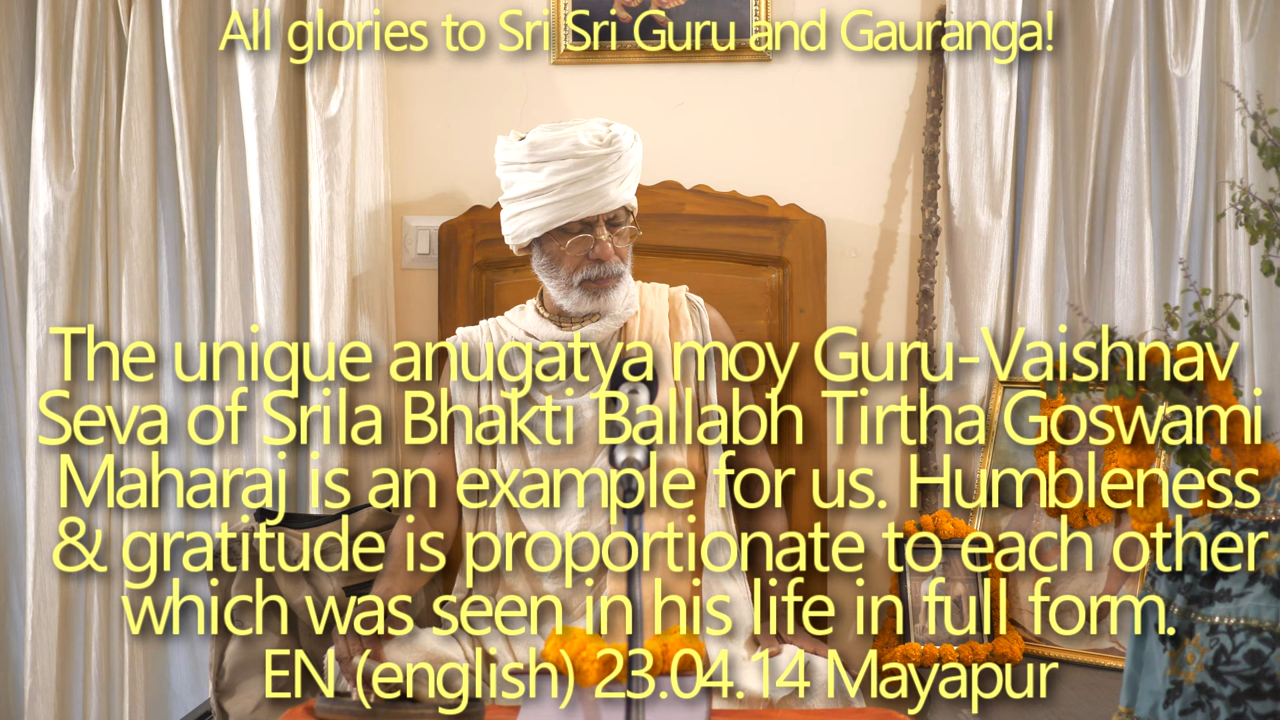 All glories to Sri Sri Guru and Gauranga!
The unique anugatya moy Guru-Vaishnav
Seva of Srila Bhakti Ballabh Tirtha Goswami
Maharaj is an example for us. Humbleness
& gratitude is proportionate to each other
which was seen in his life in full form.
EN (english) 23.04.14 Mayapur